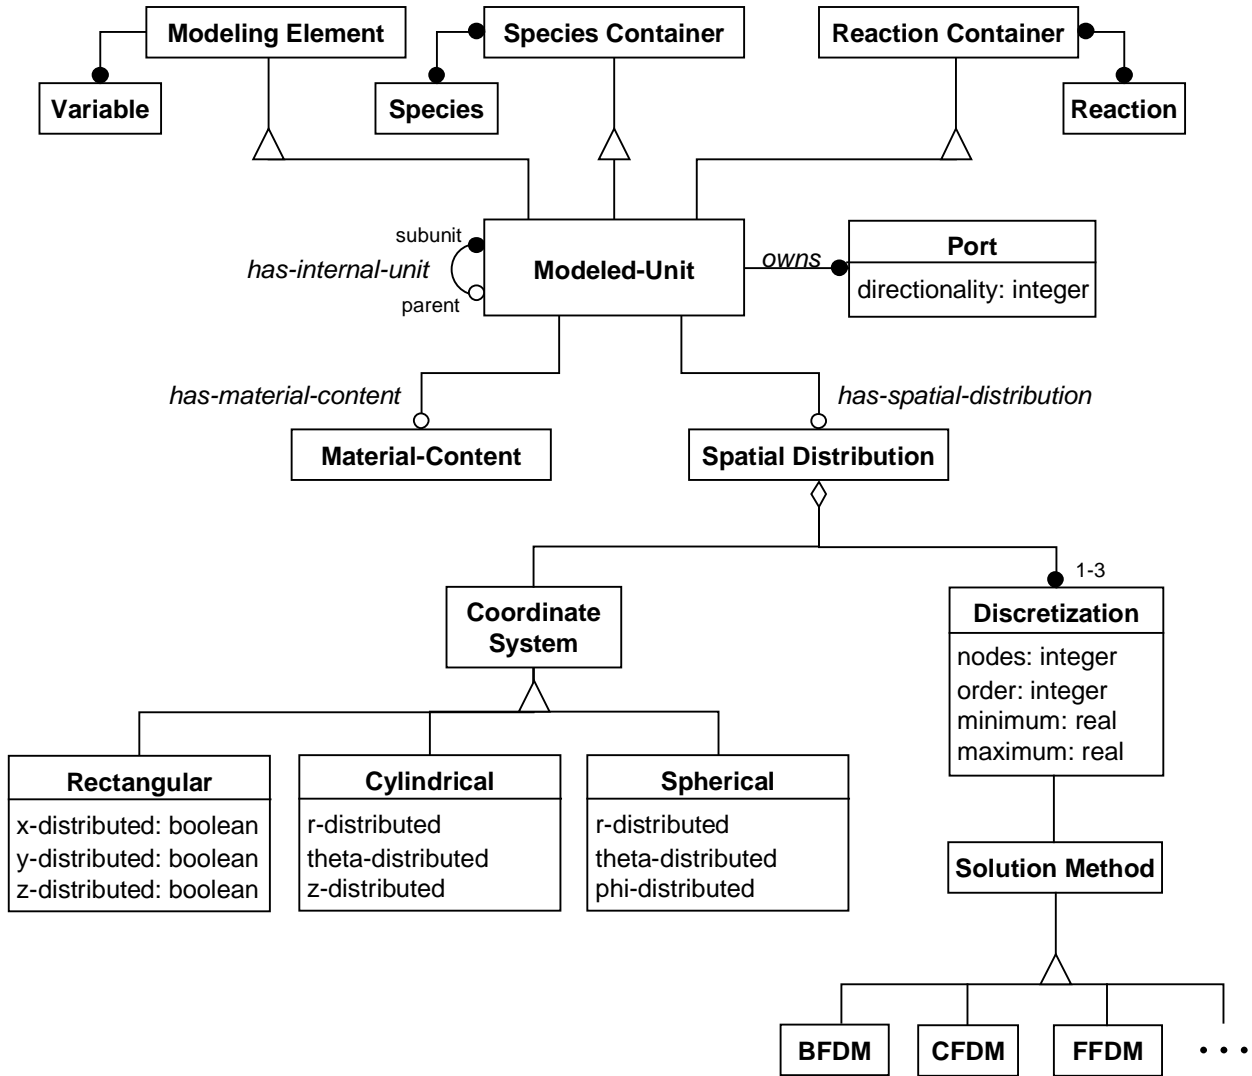 Modeling Element
Species Container
Reaction Container
Variable
Species
Reaction
subunit
has-internal-unit
parent
Modeled-Unit
owns
Port
directionality: integer
has-material-content
has-spatial-distribution
Material-Content
Spatial Distribution
1-3
Coordinate
System
Discretization
nodes: integer
order: integer
minimum: real
maximum: real
Rectangular
x-distributed: boolean
y-distributed: boolean
z-distributed: boolean
Cylindrical
r-distributed
theta-distributed
z-distributed
Spherical
r-distributed
theta-distributed
phi-distributed
Solution Method
BFDM
CFDM
FFDM
• • •